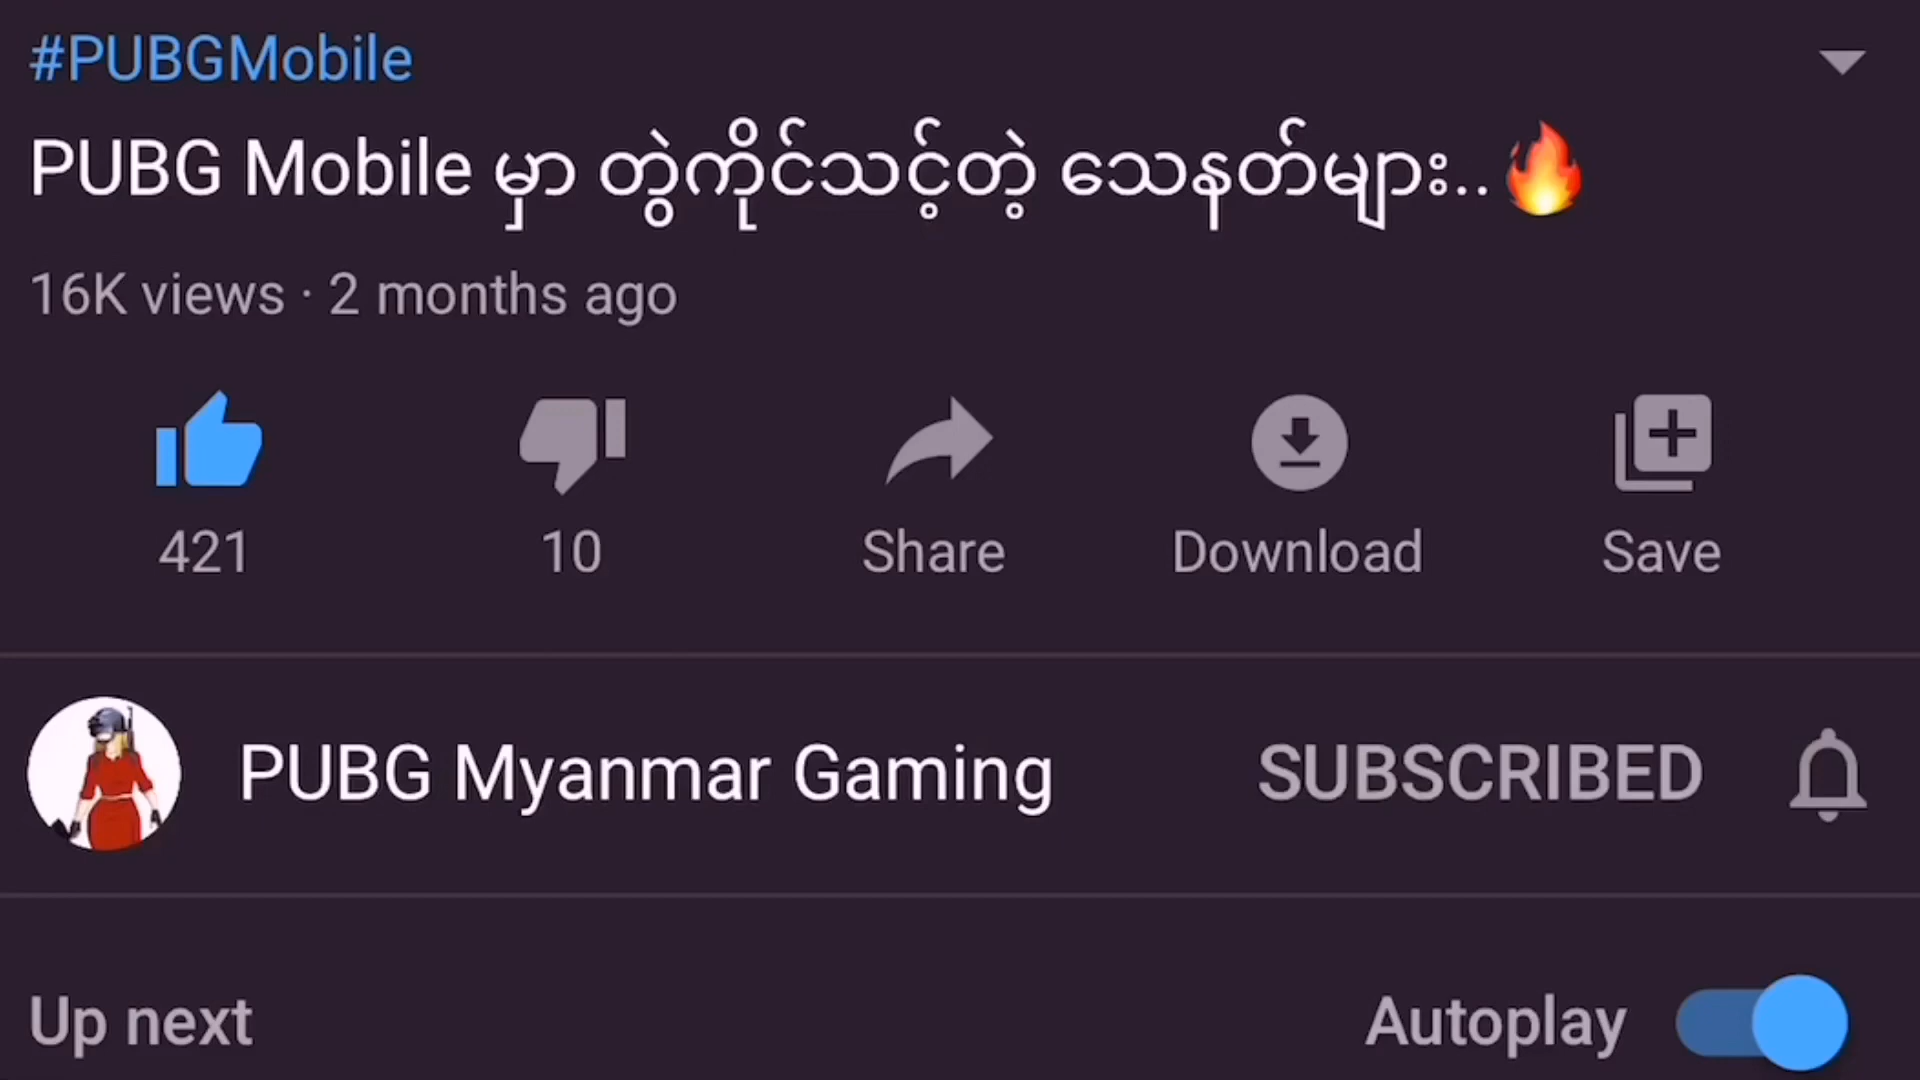 #PUBGMobile
PUBG Mobile မှာ တွဲကိုင်သင့်တဲ့ သေနတ်များ..🔥
16K views · 2 months ago
421 10 Share Download Save
PUBG Myanmar Gaming SUBSCRIBED
Up next Autoplay